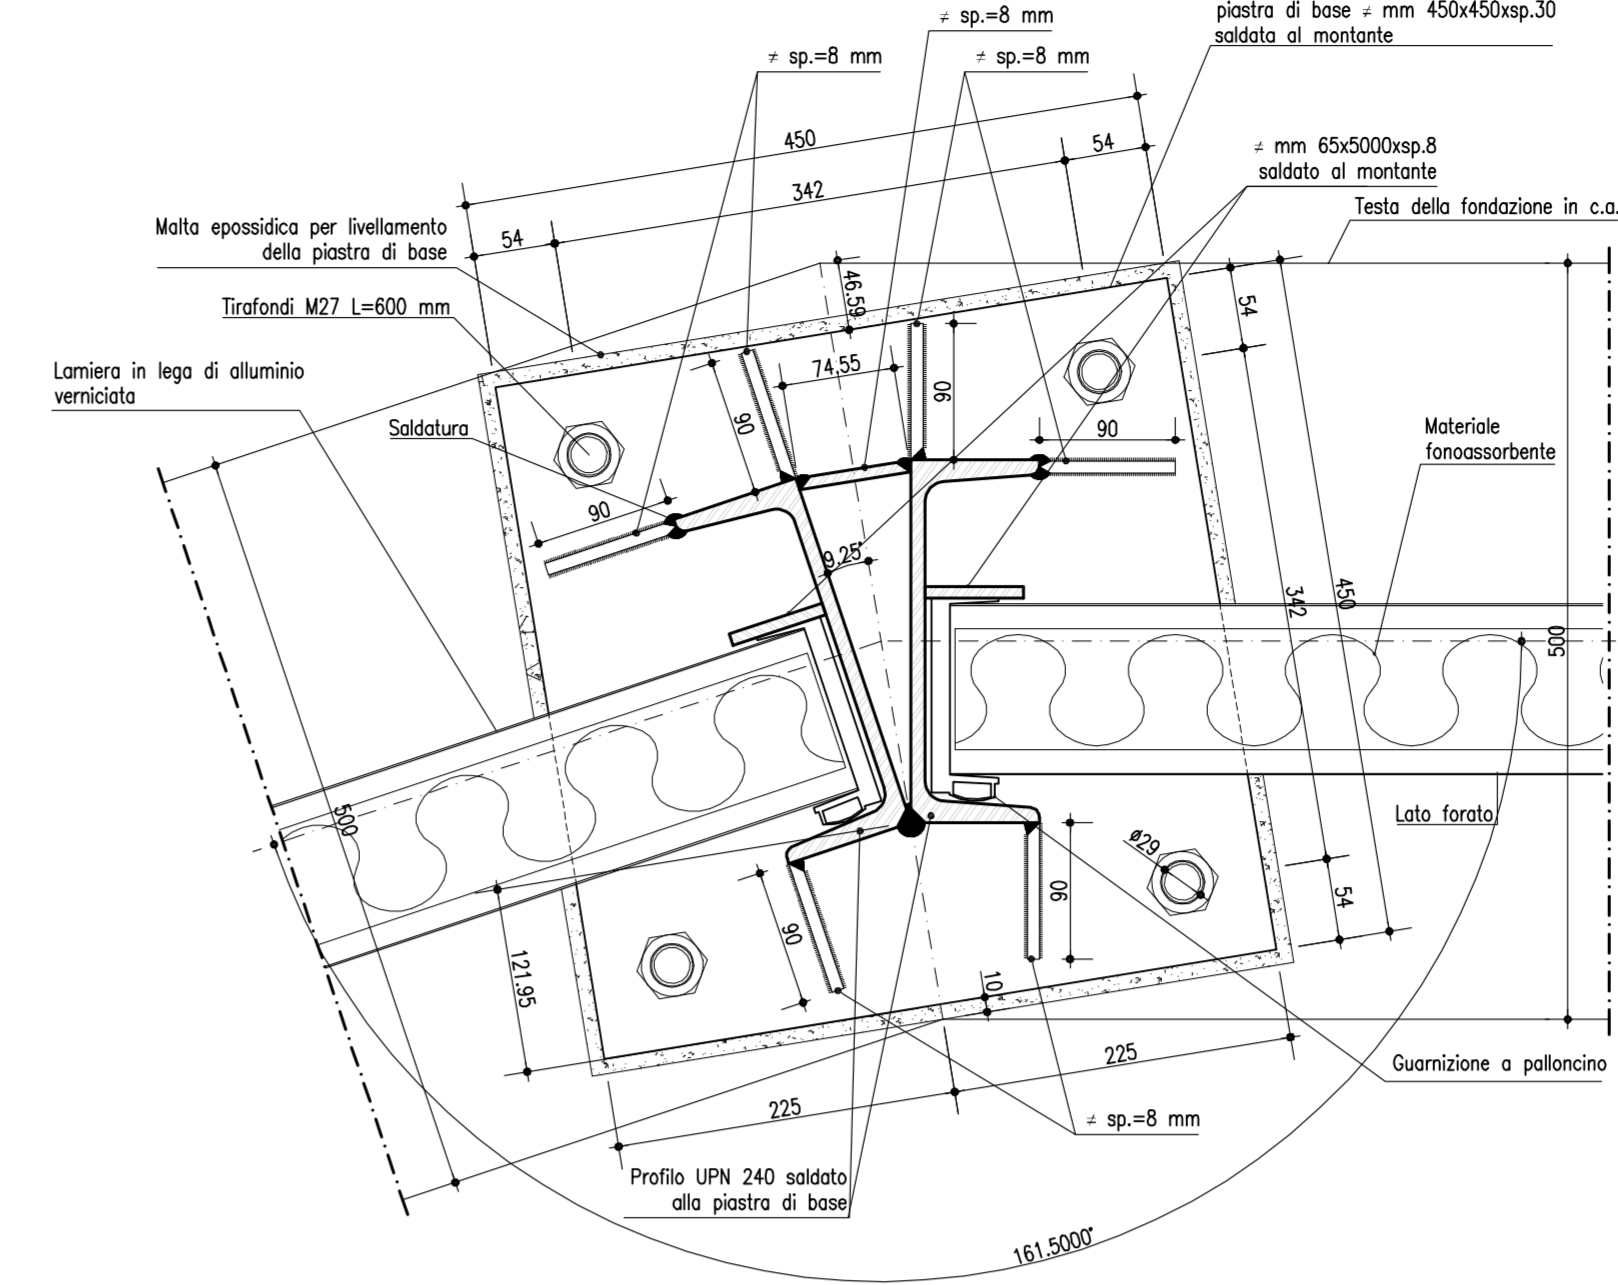 ≠ sp.=8 mm
piastra di base ≠ mm 450x450xsp.30
saldata al montante
≠ sp.=8 mm
≠ sp.=8 mm
450
54
342
54
≠ mm 65x5000xsp.8
saldato al montante
Testa della fondazione in c.a.
Malta epossidica per livellamento
della piastra di base
Tirafondi M27 L=600 mm
Lamiera in lega di alluminio
verniciata
Saldatura
46.59
74.55
90
90
90
90
54
Materiale
fonoassorbente
9.25°
342
450
500
500
Lato forato
Ø29
90
90
54
121.95
10
225
225
Guarnizione a palloncino
≠ sp.=8 mm
Profilo UPN 240 saldato
alla piastra di base
161.5000°